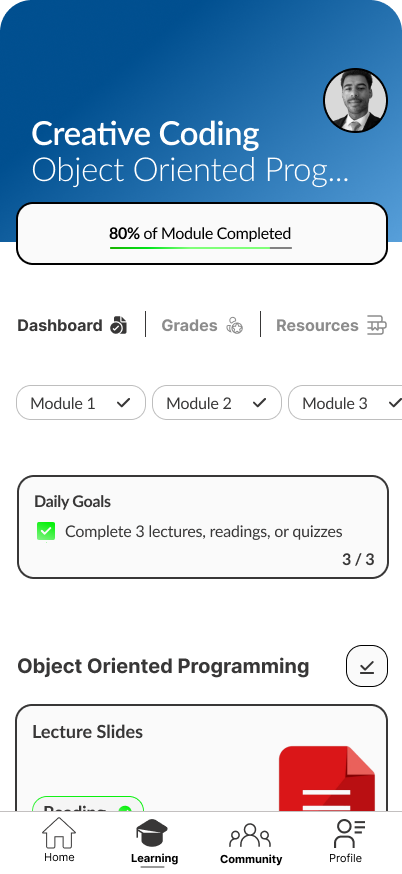 Creative Coding
Object Oriented Prog...
80% of Module Completed
Dashboard
Grades
Resources
Module 1
Module 2
Module 3
Daily Goals
Complete 3 lectures, readings, or quizzes
3 / 3
Object Oriented Programming
Lecture Slides
Reading
Home
Learning
Community
Profile